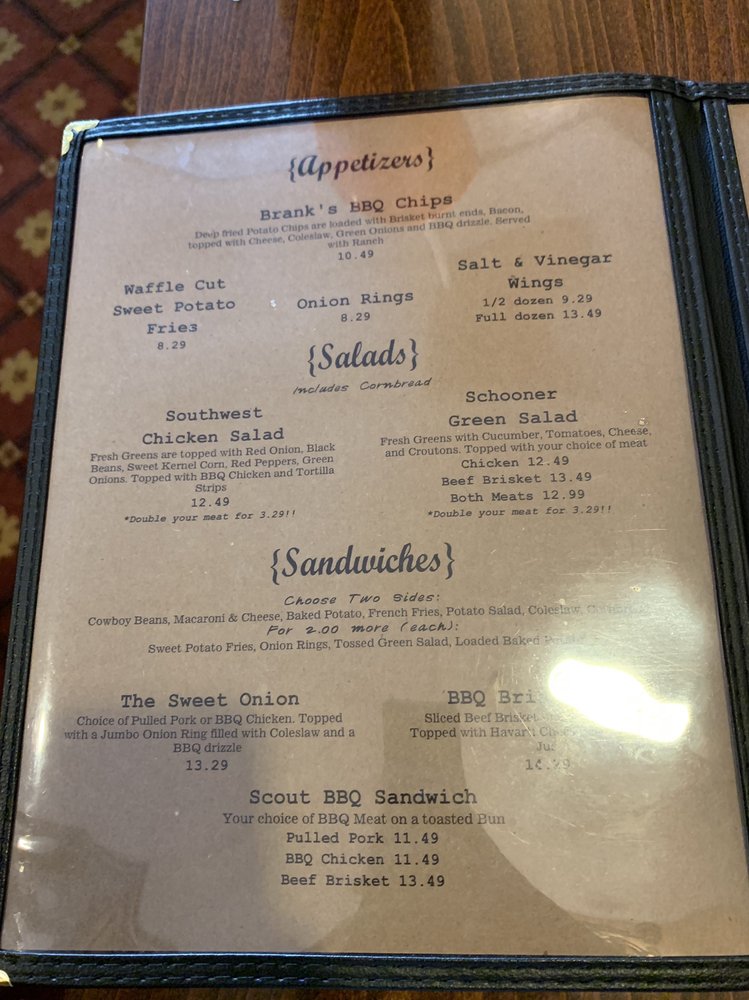 {Appetizers}
Brank's BBQ Chips
Deep fried Potato Chips are loaded with Brisket burnt ends, Bacon,
topped with Cheese, Coleslaw, Green Onions and BBQ drizzle. Served
with Ranch
10.49
Waffle Cut
Sweet Potato
Fries
8.29
Onion Rings
8.29
Salt & Vinegar
Wings
1/2 dozen 9.29
Full dozen 13.49
{Salads}
Includes Cornbread
Southwest
Chicken Salad
Fresh Greens are topped with Red Onion, Black
Beans, Sweet Kernel Corn, Red Peppers, Green
Onions. Topped with BBQ Chicken and Tortilla
Strips
12.49
*Double your meat for 3.29!!
Schooner
Green Salad
Fresh Greens with Cucumber, Tomatoes, Cheese,
and Croutons. Topped with your choice of meat
Chicken 12.49
Beef Brisket 13.49
Both Meats 12.99
*Double your meat for 3.29!!
{Sandwiches}
Choose Two Sides:
Cowboy Beans, Macaroni & Cheese, Baked Potato, French Fries, Potato Salad, Coleslaw,
For 2.00 more (each):
Sweet Potato Fries, Onion Rings, Tossed Green Salad, Loaded Baked Potato
The Sweet Onion
Choice of Pulled Pork or BBQ Chicken. Topped
with a Jumbo Onion Ring filled with Coleslaw and a
BBQ drizzle
13.29
BBQ
Sliced Beef Brisket
Topped with
14.29
Scout BBQ Sandwich
Your choice of BBQ Meat on a toasted Bun
Pulled Pork 11.49
BBQ Chicken 11.49
Beef Brisket 13.49